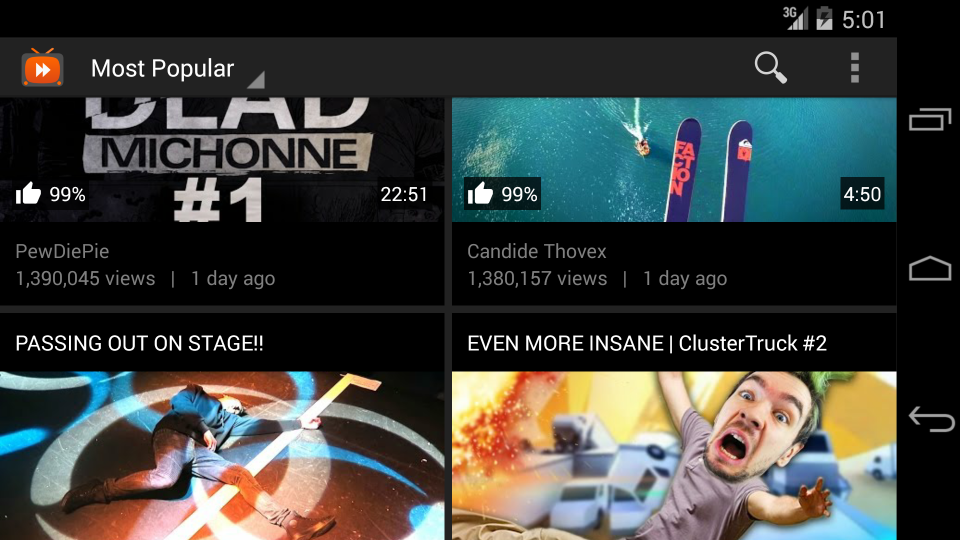 3G
5:01
Most Popular
DEAD
MICHONNE
#1
99%
22:51
FACTION
99%
4:50
PewDiePie
1,390,045 views | 1 day ago
Candide Thovex
1,380,157 views | 1 day ago
PASSING OUT ON STAGE!!
EVEN MORE INSANE | ClusterTruck #2